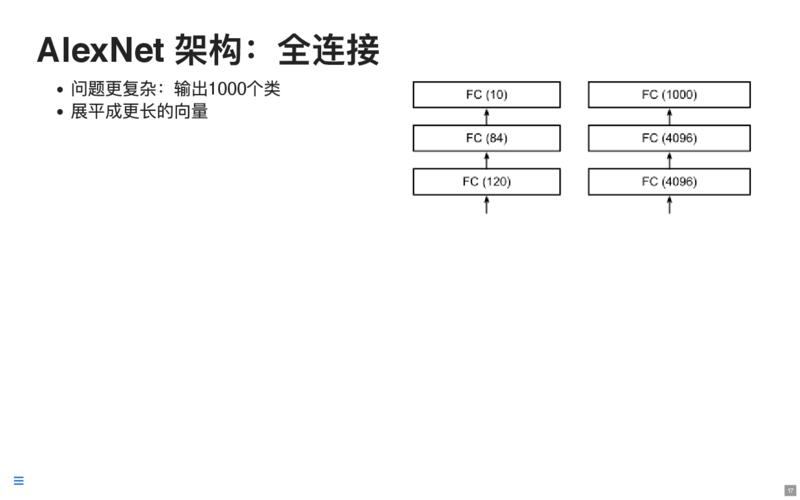 AlexNet 架构：全连接
• 问题更复杂：输出1000个类
• 展平成更长的向量
FC (10)
FC (1000)
FC (84)
FC (4096)
FC (120)
FC (4096)
17